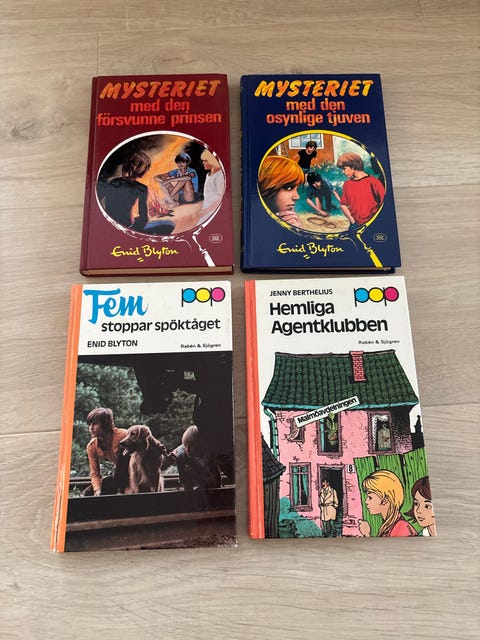 MYSTERIET
med den
försvunne prinsen
Enid Blyton
MYSTERIET
med den
osynlige tjuven
Enid Blyton
Fem
stoppar spöktåget
ENID BLYTON
pop
Rabén & Sjögren
JENNY BERTHELIUS
pop
Hemliga
Agentklubben
Rabén & Sjögren
Malmöavdelningen